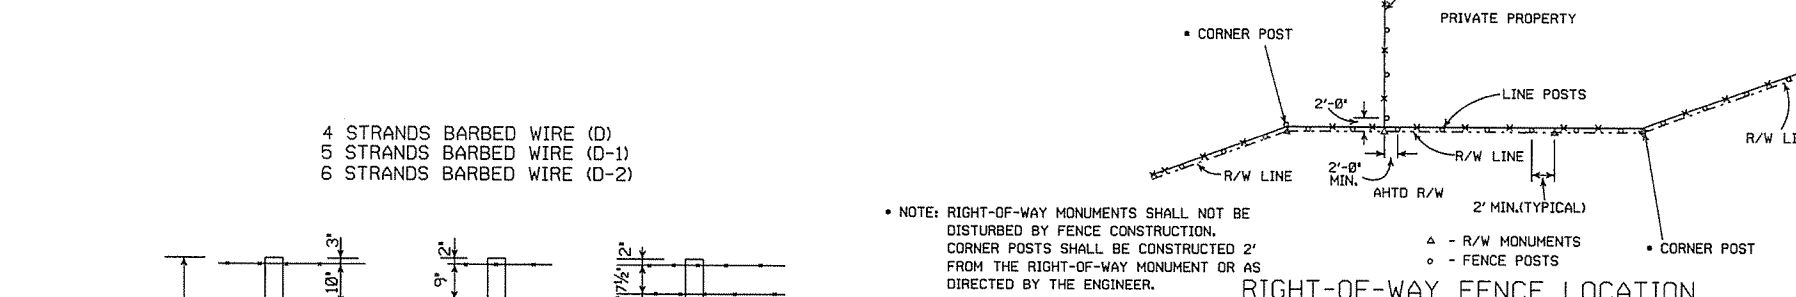 PRIVATE PROPERTY
* CORNER POST
2'-0"
LINE POSTS
4 STRANDS BARBED WIRE (D)
5 STRANDS BARBED WIRE (D-1)
6 STRANDS BARBED WIRE (D-2)
R/W LI
R/W LINE
2'-0"
MIN.
R/W LINE
AHTD R/W
2' MIN.(TYPICAL)
* NOTE: RIGHT-OF-WAY MONUMENTS SHALL NOT BE
DISTURBED BY FENCE CONSTRUCTION.
CORNER POSTS SHALL BE CONSTRUCTED 2'
FROM THE RIGHT-OF-WAY MONUMENT OR AS
DIRECTED BY THE ENGINEER.
△ - R/W MONUMENTS
○ - FENCE POSTS
* CORNER POST
3"
10"
2"
9"
2"
7½"
RIGHT-OF-WAY FENCE LOCATION